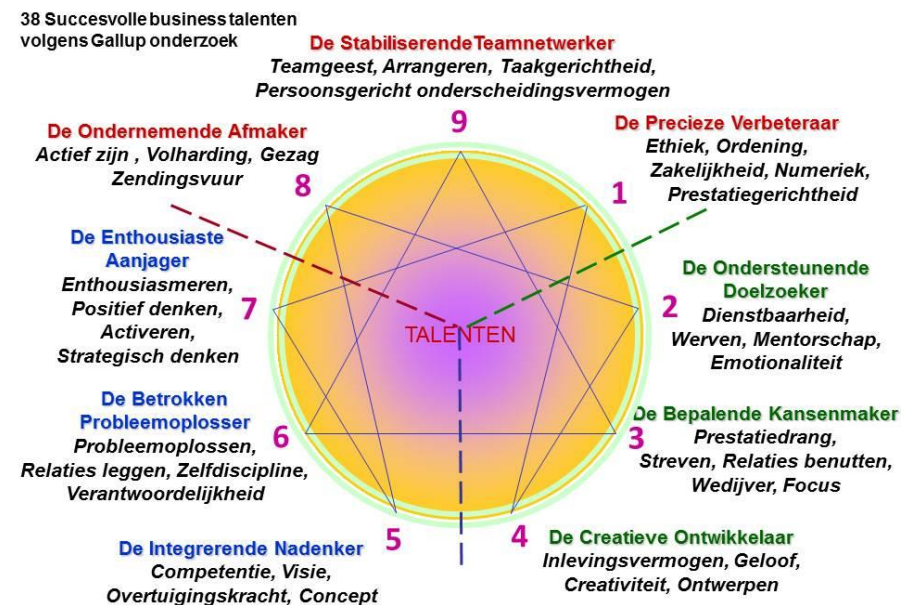 38 Succesvolle business talenten
volgens Gallup onderzoek
De Stabiliserende Teamnetwerker
Teamgeest, Arrangeren, Taakgerichtheid,
Persoonsgericht onderscheidingsvermogen
9
De Precieze Verbeteraar
Ethiek, Ordening,
Zakelijkheid, Numeriek,
Prestatiegerichtheid
1
De Ondersteunende
Doelzoeker
Dienstbaarheid,
Werven, Mentorschap,
Emotionaliteit
2
De Bepalende Kansenmaker
Prestatiedrang,
Streven, Relaties benutten,
Wedijver, Focus
3
De Creatieve Ontwikkelaar
Inlevingsvermogen, Geloof,
Creativiteit, Ontwerpen
4
De Integrerende Nadenker
Competentie, Visie,
Overtuigingskracht, Concept
5
De Betrokken
Probleemoplosser
Probleemoplossen,
Relaties leggen, Zelfdiscipline,
Verantwoordelijkheid
6
De Enthousiaste
Aanjager
Enthousiasmeren,
Positief denken,
Activeren,
Strategisch denken
7
De Ondernemende Afmaker
Actief zijn , Volharding, Gezag
Zendingsvuur
8
TALENTEN